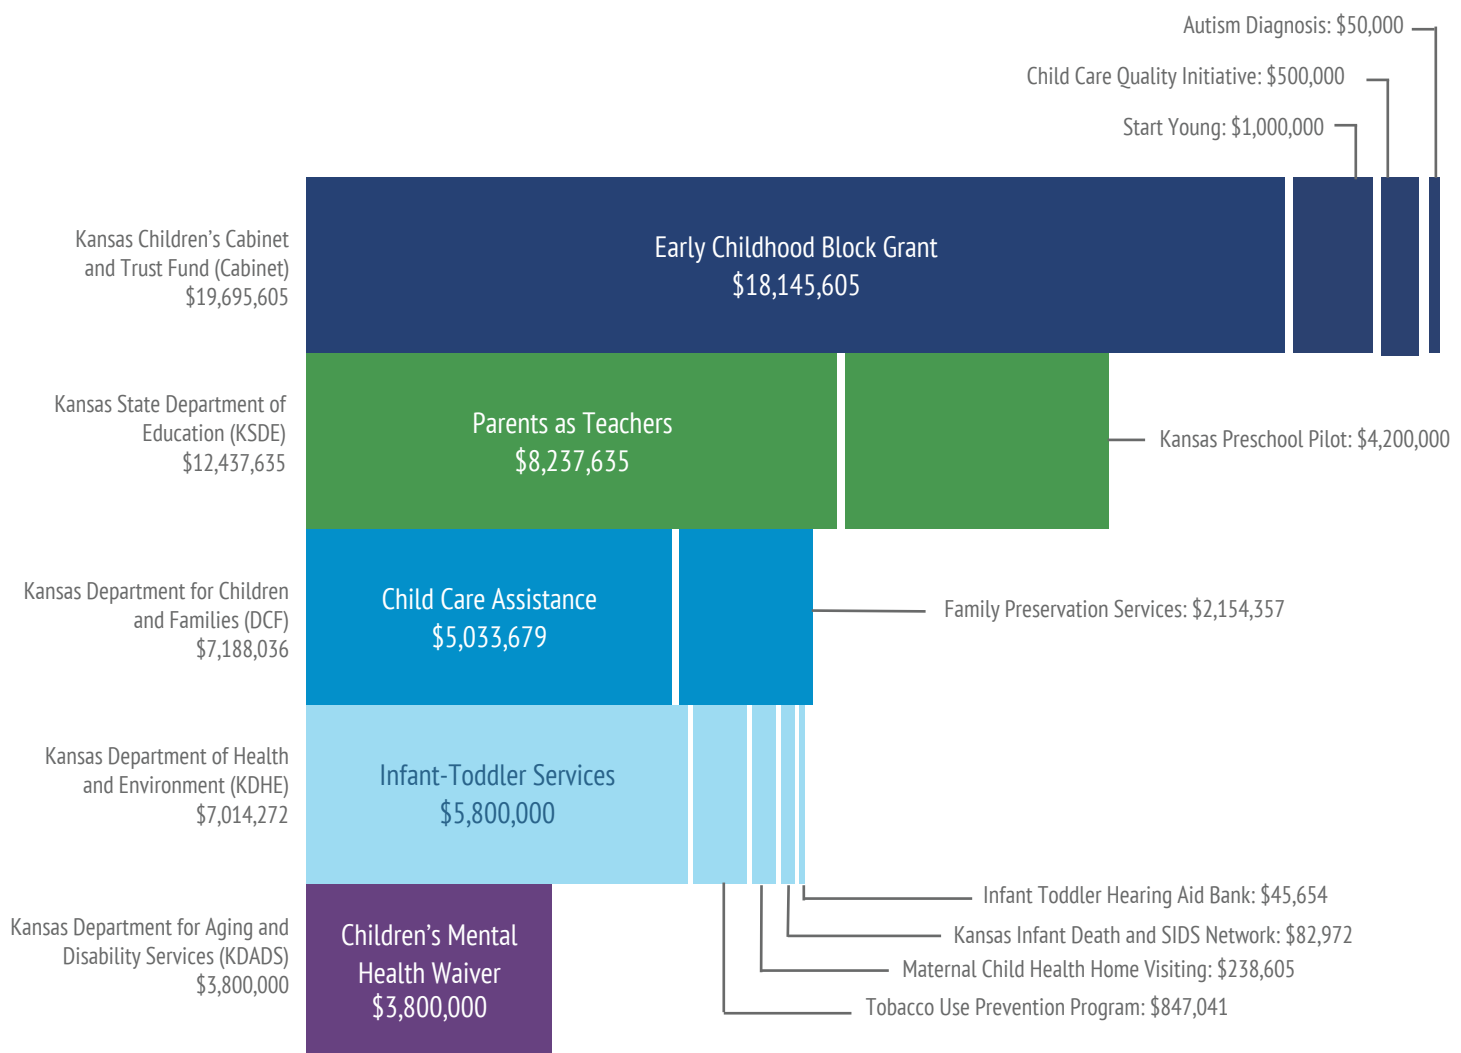 Autism Diagnosis: $50,000
Child Care Quality Initiative: $500,000
Start Young: $1,000,000
Kansas Children's Cabinet
and Trust Fund (Cabinet)
$19,695,605
Early Childhood Block Grant
$18,145,605
Kansas State Department of
Education (KSDE)
$12,437,635
Parents as Teachers
$8,237,635
Kansas Preschool Pilot: $4,200,000
Kansas Department for Children
and Families (DCF)
$7,188,036
Child Care Assistance
$5,033,679
Family Preservation Services: $2,154,357
Kansas Department of Health
and Environment (KDHE)
$7,014,272
Infant-Toddler Services
$5,800,000
Infant Toddler Hearing Aid Bank: $45,654
Kansas Infant Death and SIDS Network: $82,972
Maternal Child Health Home Visiting: $238,605
Tobacco Use Prevention Program: $847,041
Kansas Department for Aging and
Disability Services (KDADS)
$3,800,000
Children's Mental
Health Waiver
$3,800,000